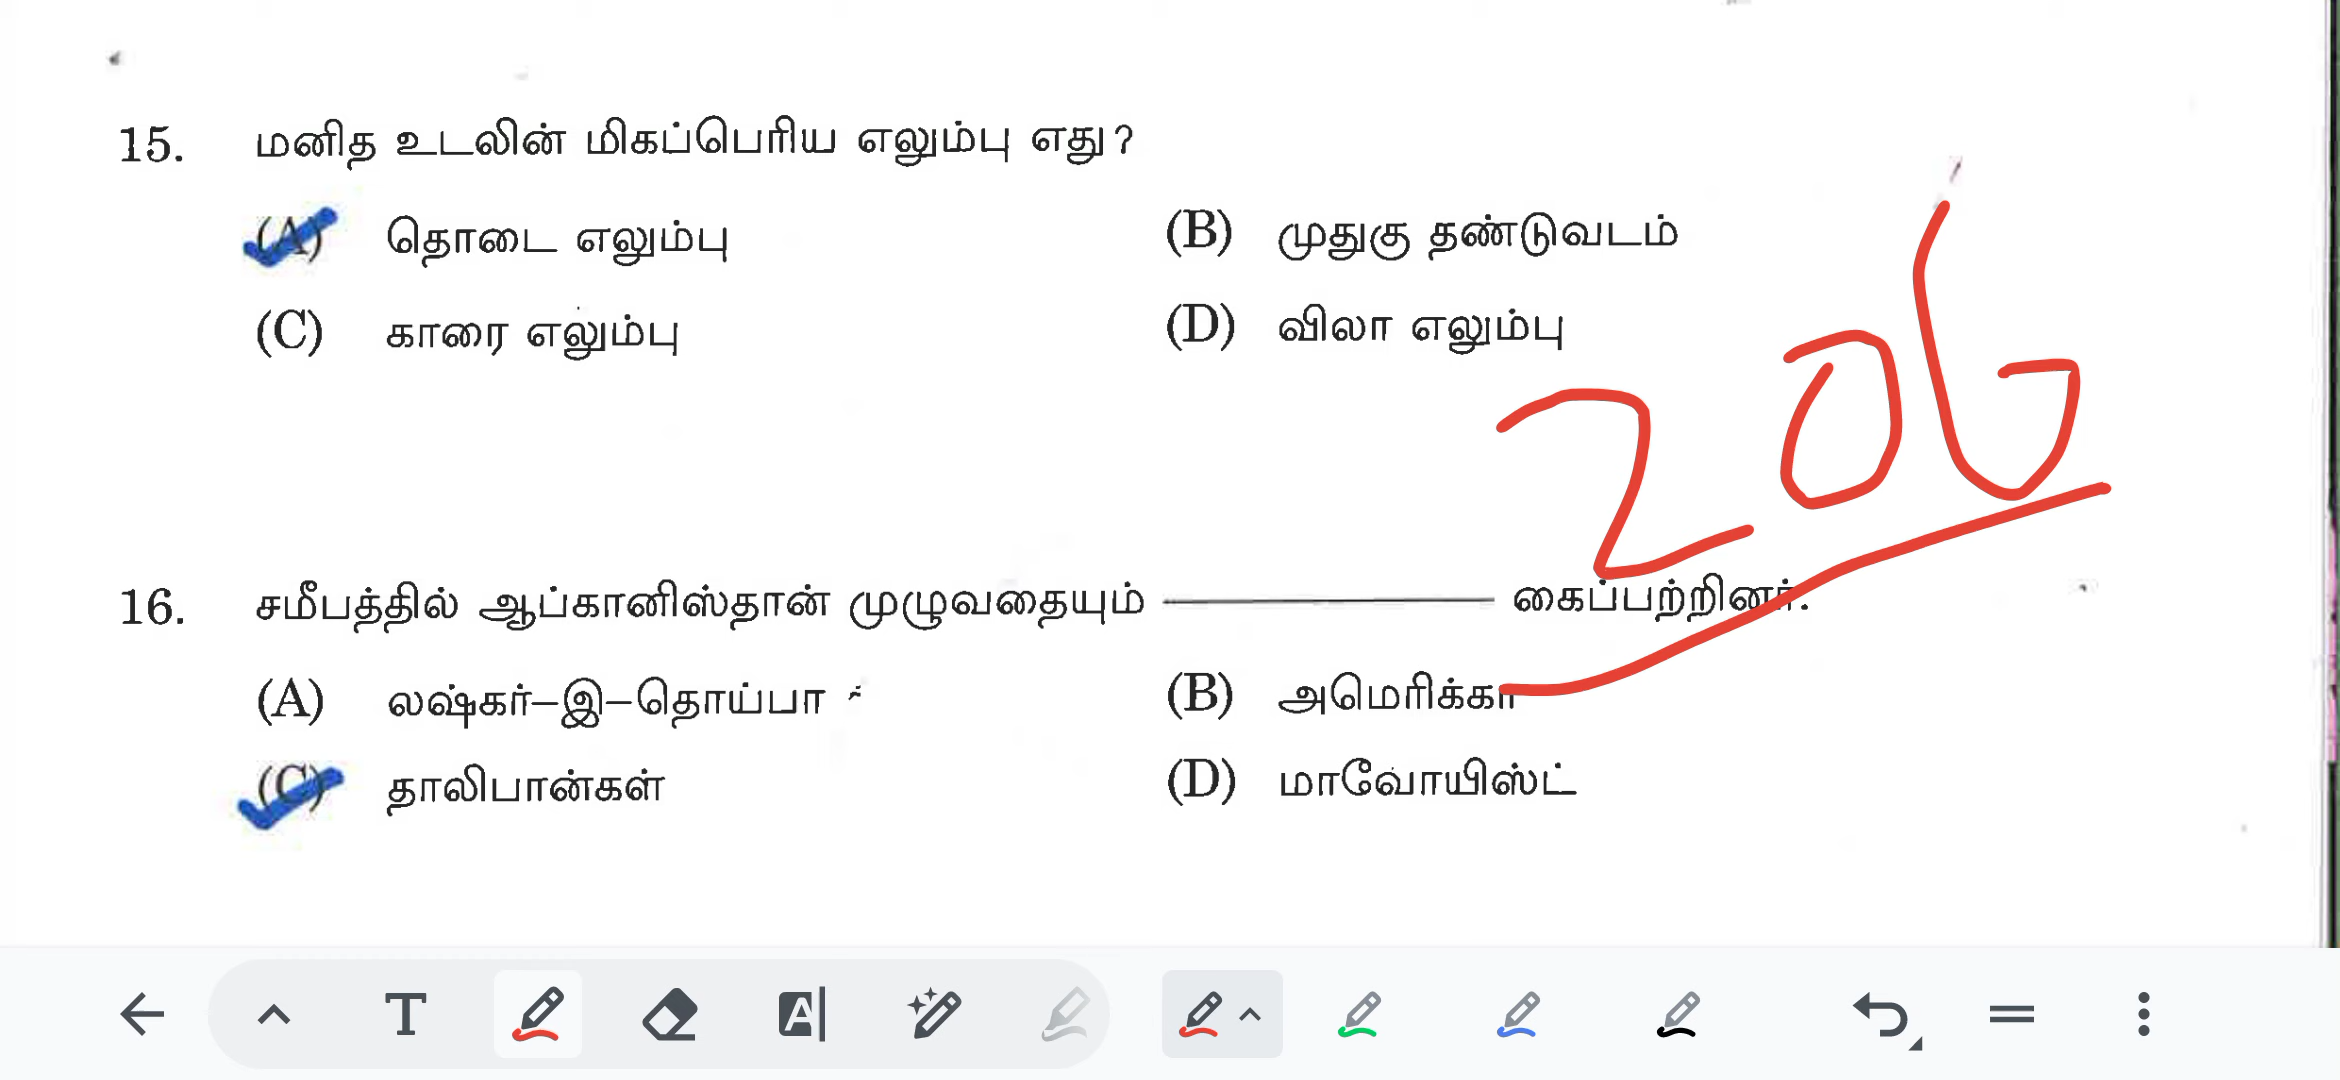 15. மனித உடலின் மிகப்பெரிய எலும்பு எது?
(A) தொடை எலும்பு (B) முதுகு தண்டுவடம்
(C) காரை எலும்பு (D) விலா எலும்பு
206
16. சமீபத்தில் ஆப்கானிஸ்தான் முழுவதையும் ____________ கைப்பற்றினர்.
(A) லஷ்கர்–இ–தொய்பா (B) அமெரிக்கா
(C) தாலிபான்கள் (D) மாவோயிஸ்ட்